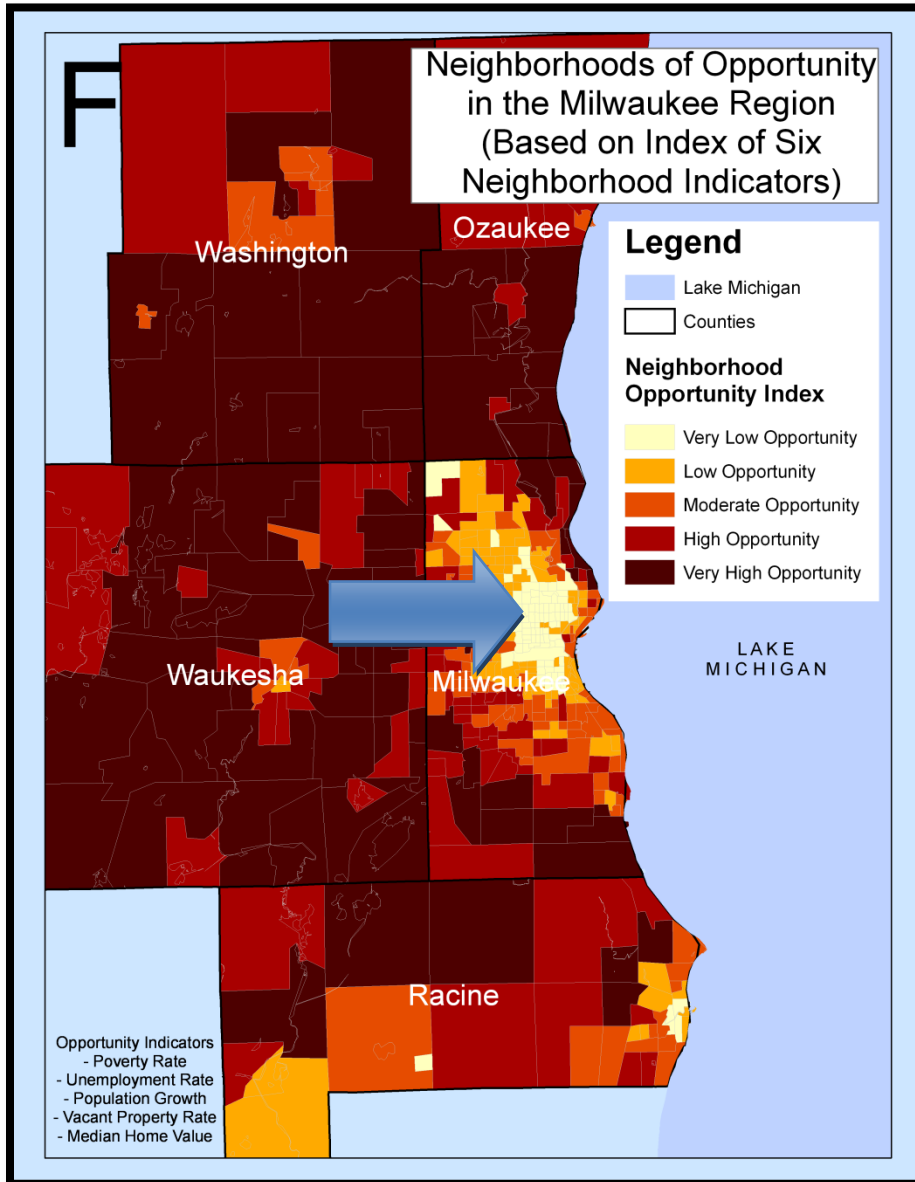 F
Neighborhoods of Opportunity
in the Milwaukee Region
(Based on Index of Six
Neighborhood Indicators)
Washington
Ozaukee
Legend
Lake Michigan
Counties
Neighborhood
Opportunity Index
Very Low Opportunity
Low Opportunity
Moderate Opportunity
High Opportunity
Very High Opportunity
Waukesha
Milwaukee
LAKE
MICHIGAN
Racine
Opportunity Indicators
- Poverty Rate
- Unemployment Rate
- Population Growth
- Vacant Property Rate
- Median Home Value